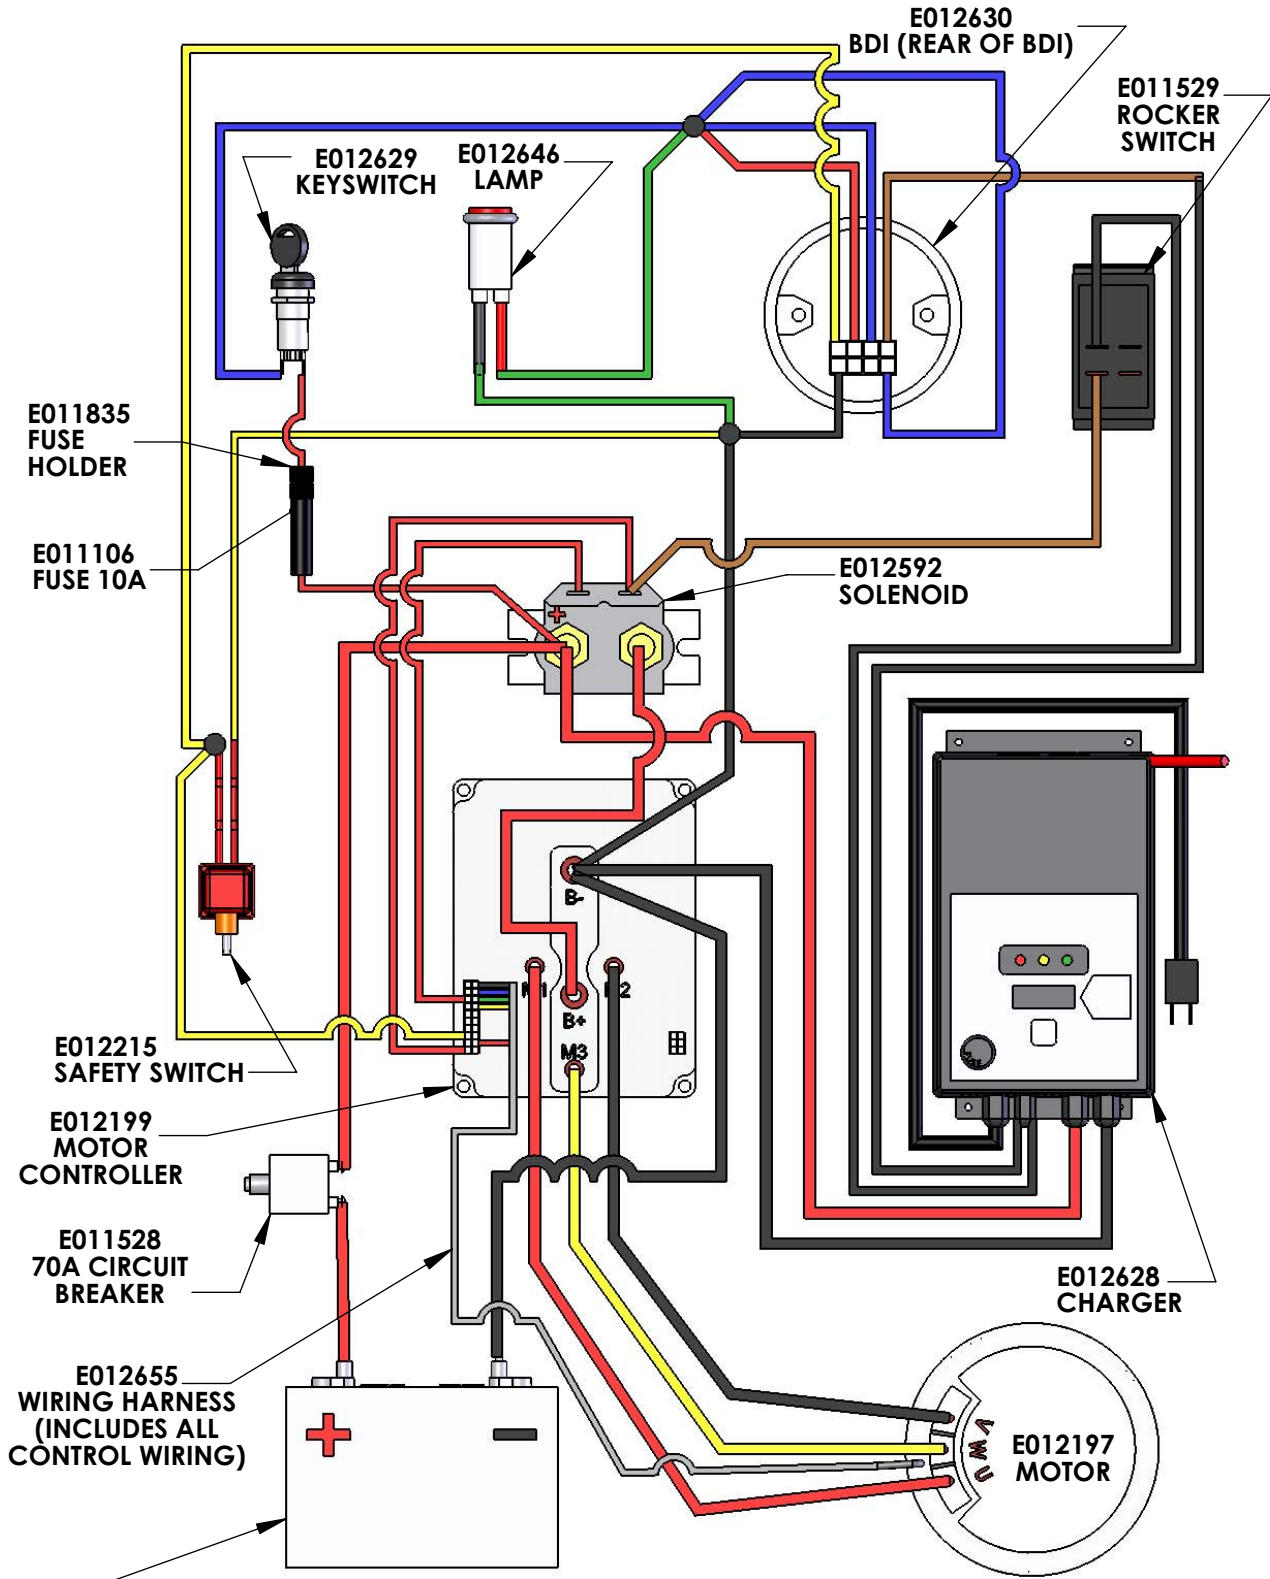 E012630
BDI (REAR OF BDI)
E011529
ROCKER
SWITCH
E012629
KEYSWITCH
E012646
LAMP
E011835
FUSE
HOLDER
E011106
FUSE 10A
E012592
SOLENOID
+
B-
M1
M2
B+
M3
E012215
SAFETY SWITCH
E012199
MOTOR
CONTROLLER
E011528
70A CIRCUIT
BREAKER
E012628
CHARGER
E012655
WIRING HARNESS
(INCLUDES ALL
CONTROL WIRING)
+ -
V
W
U
E012197
MOTOR